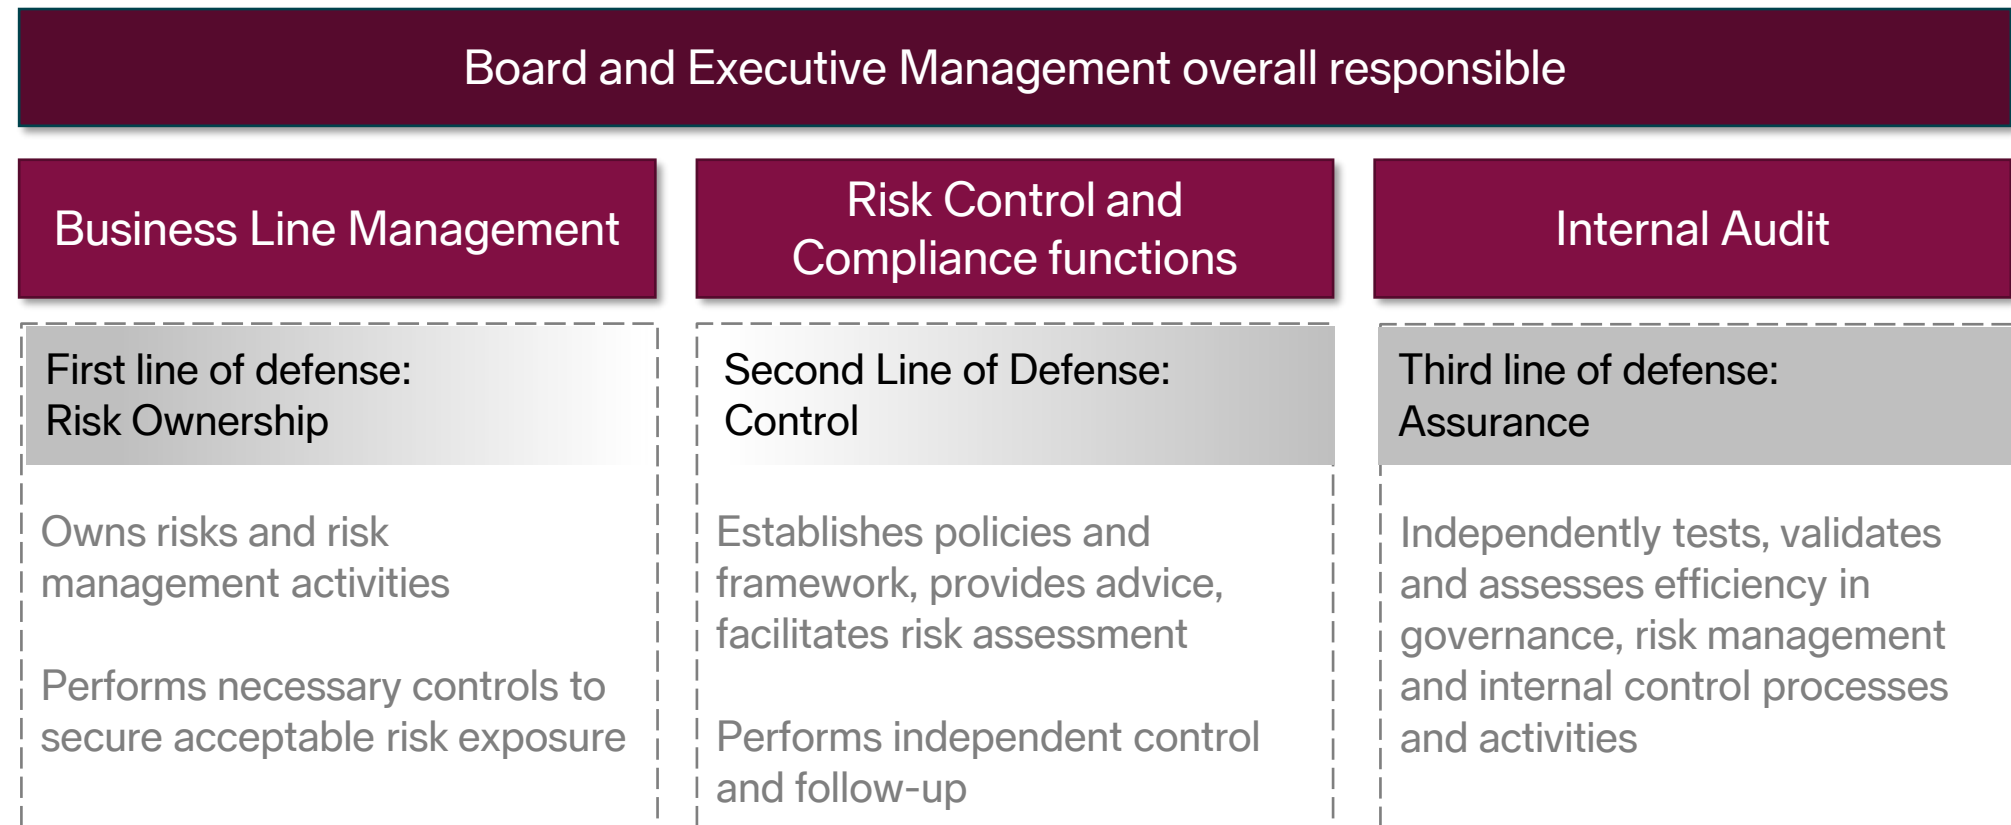 Board and Executive Management overall responsible
Business Line Management
Risk Control and
Compliance functions
Internal Audit
First line of defense:
Risk Ownership
Owns risks and risk
management activities
Performs necessary controls to
secure acceptable risk exposure
Second Line of Defense:
Control
Establishes policies and
framework, provides advice,
facilitates risk assessment
Performs independent control
and follow-up
Third line of defense:
Assurance
Independently tests, validates
and assesses efficiency in
governance, risk management
and internal control processes
and activities